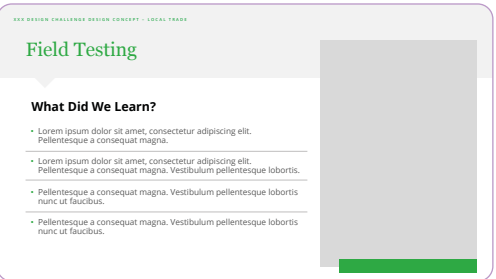 XXX DESIGN CHALLENGE DESIGN CONCEPT – LOCAL TRADE
Field Testing
What Did We Learn?
• Lorem ipsum dolor sit amet, consectetur adipiscing elit.
Pellentesque a consequat magna.
• Lorem ipsum dolor sit amet, consectetur adipiscing elit.
Pellentesque a consequat magna. Vestibulum pellentesque lobortis.
• Pellentesque a consequat magna. Vestibulum pellentesque lobortis
nunc ut faucibus.
• Pellentesque a consequat magna. Vestibulum pellentesque lobortis
nunc ut faucibus.